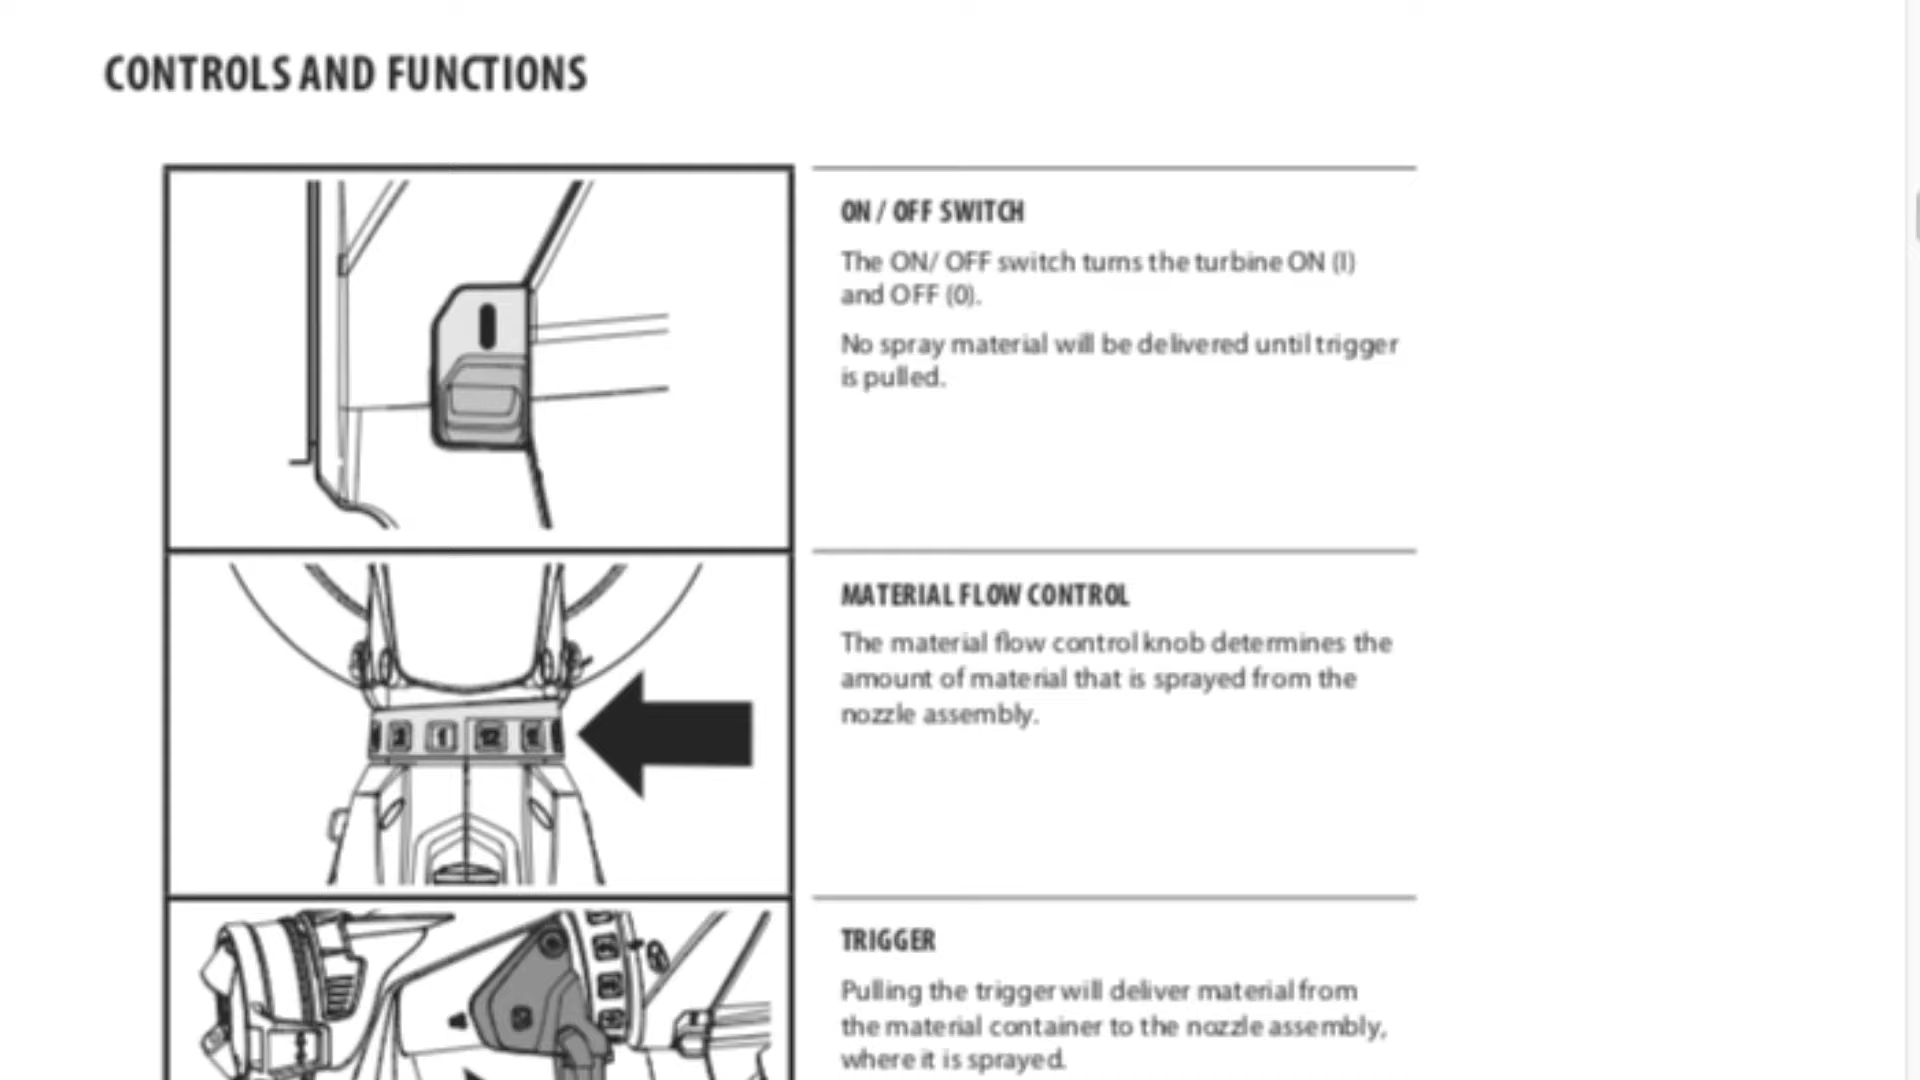 CONTROLS AND FUNCTIONS
ON / OFF SWITCH
The ON/ OFF switch turns the turbine ON (I)
and OFF (0).
No spray material will be delivered until trigger
is pulled.
2 1 12
MATERIAL FLOW CONTROL
The material flow control knob determines the
amount of material that is sprayed from the
nozzle assembly.
TRIGGER
Pulling the trigger will deliver material from
the material container to the nozzle assembly,
where it is sprayed.